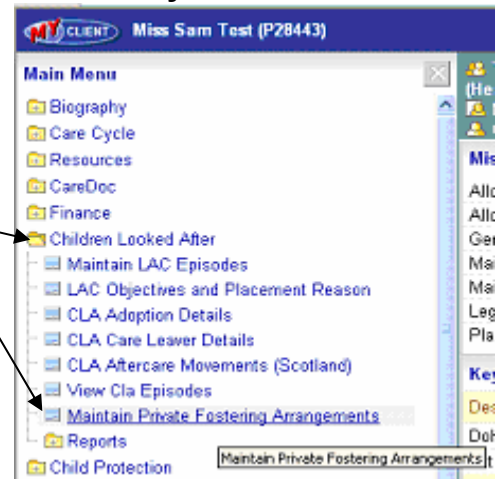 MY CLIENT Miss Sam Test (P28443)
Main Menu
(He
Biography
Care Cycle
Resources
Mis
CareDoc
Allo
Finance
Allo
Children Looked After
Ger
Maintain LAC Episodes
Mai
LAC Objectives and Placement Reason
Mai
CLA Adoption Details
Leg
CLA Care Leaver Details
Pla
CLA Aftercare Movements (Scotland)
View Cla Episodes
Key
Maintain Private Fostering Arrangements
Des
Reports
DoH
Maintain Private Fostering Arrangements
Child Protection